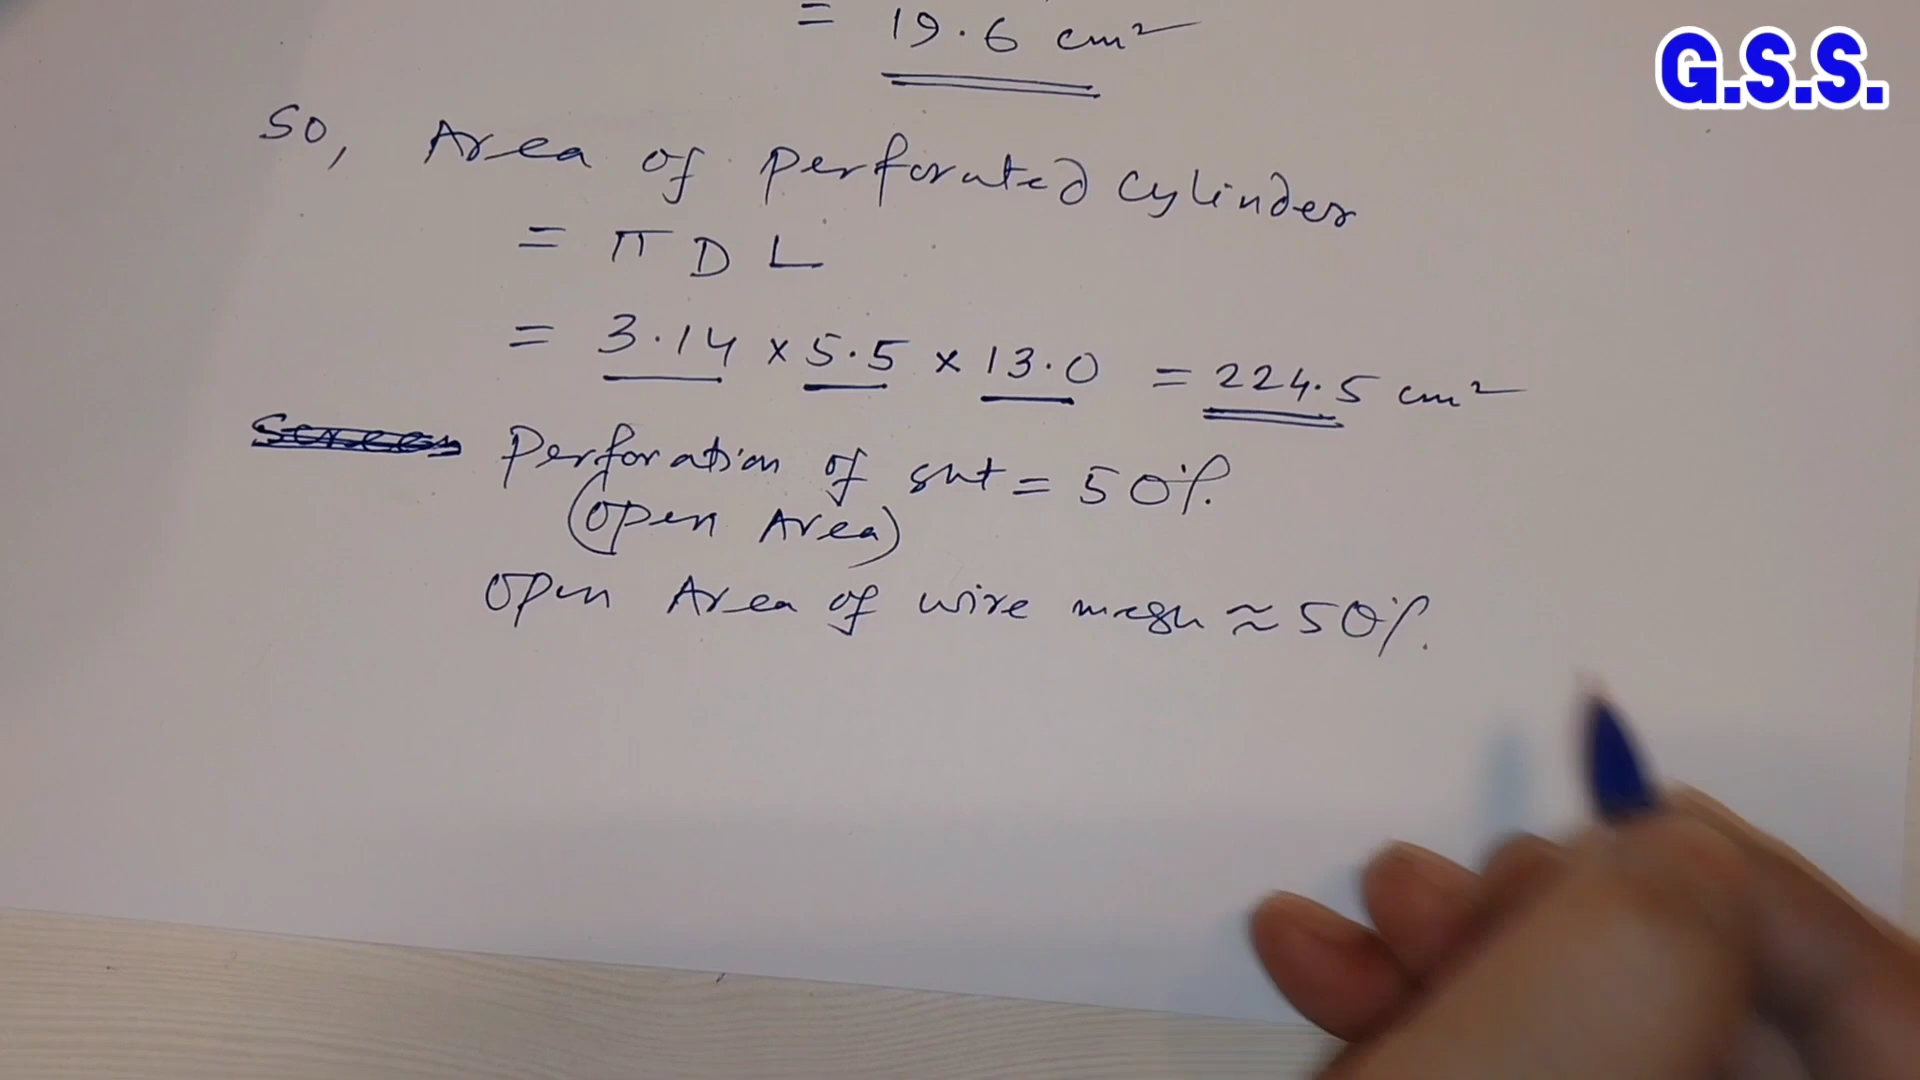 = 19.6 cm²
G.S.S.
So, Area of perforated cylinder
= π D L
= 3.14 × 5.5 × 13.0 = 224.5 cm²
Perforation of sht = 50%.
(Open Area)
Open Area of wire mesh ≈ 50%.